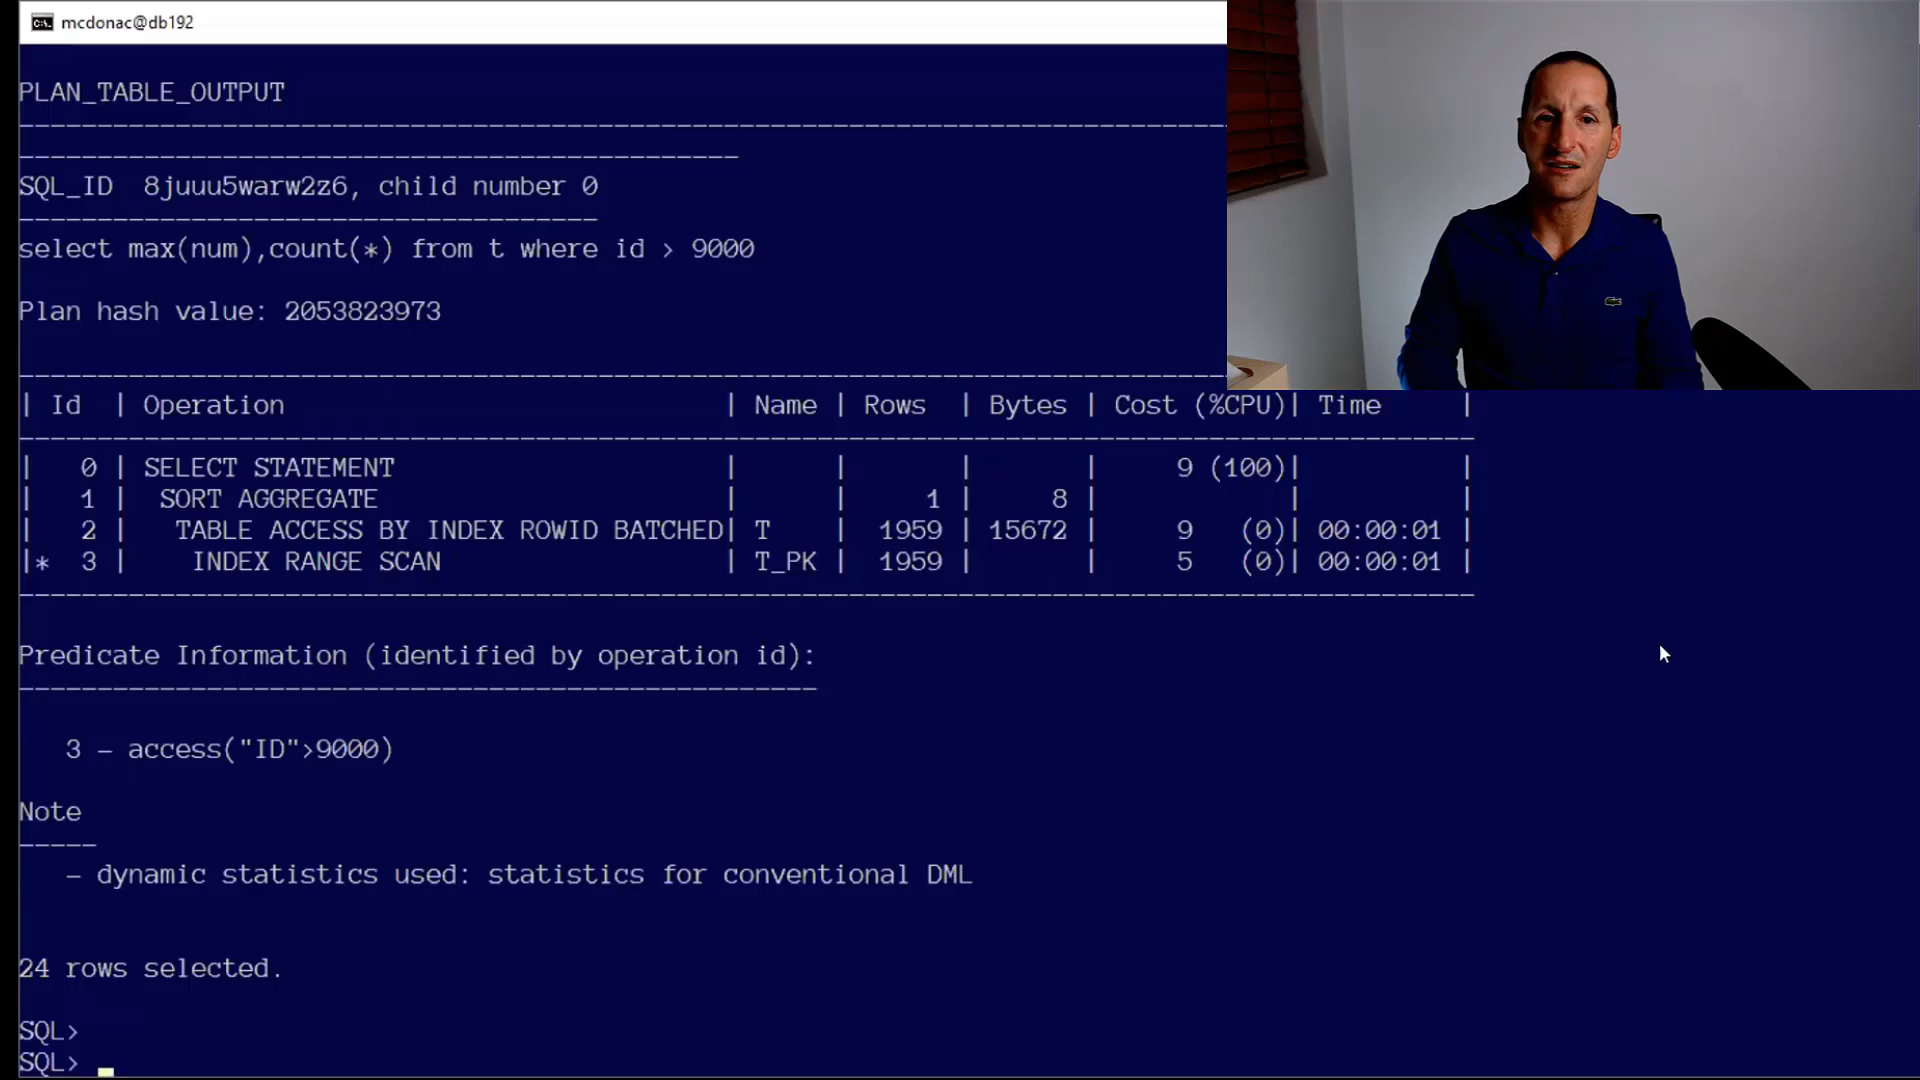 mcdonac@db192
PLAN_TABLE_OUTPUT
--------------------------------------------------------------------------------
----------------------------------------------
SQL_ID  8juuu5warw2z6, child number 0
-------------------------------------
select max(num),count(*) from t where id > 9000
Plan hash value: 2053823973
---------------------------------------------------------------------------------------------
| Id  | Operation                            | Name | Rows  | Bytes | Cost (%CPU)| Time     |
---------------------------------------------------------------------------------------------
|   0 | SELECT STATEMENT                     |      |       |       |     9 (100)|          |
|   1 |  SORT AGGREGATE                      |      |     1 |     8 |            |          |
|   2 |   TABLE ACCESS BY INDEX ROWID BATCHED| T    |  1959 | 15672 |     9   (0)| 00:00:01 |
|*  3 |    INDEX RANGE SCAN                  | T_PK |  1959 |       |     5   (0)| 00:00:01 |
---------------------------------------------------------------------------------------------
Predicate Information (identified by operation id):
---------------------------------------------------
   3 - access("ID">9000)
Note
-----
   - dynamic statistics used: statistics for conventional DML
24 rows selected.
SQL>
SQL>